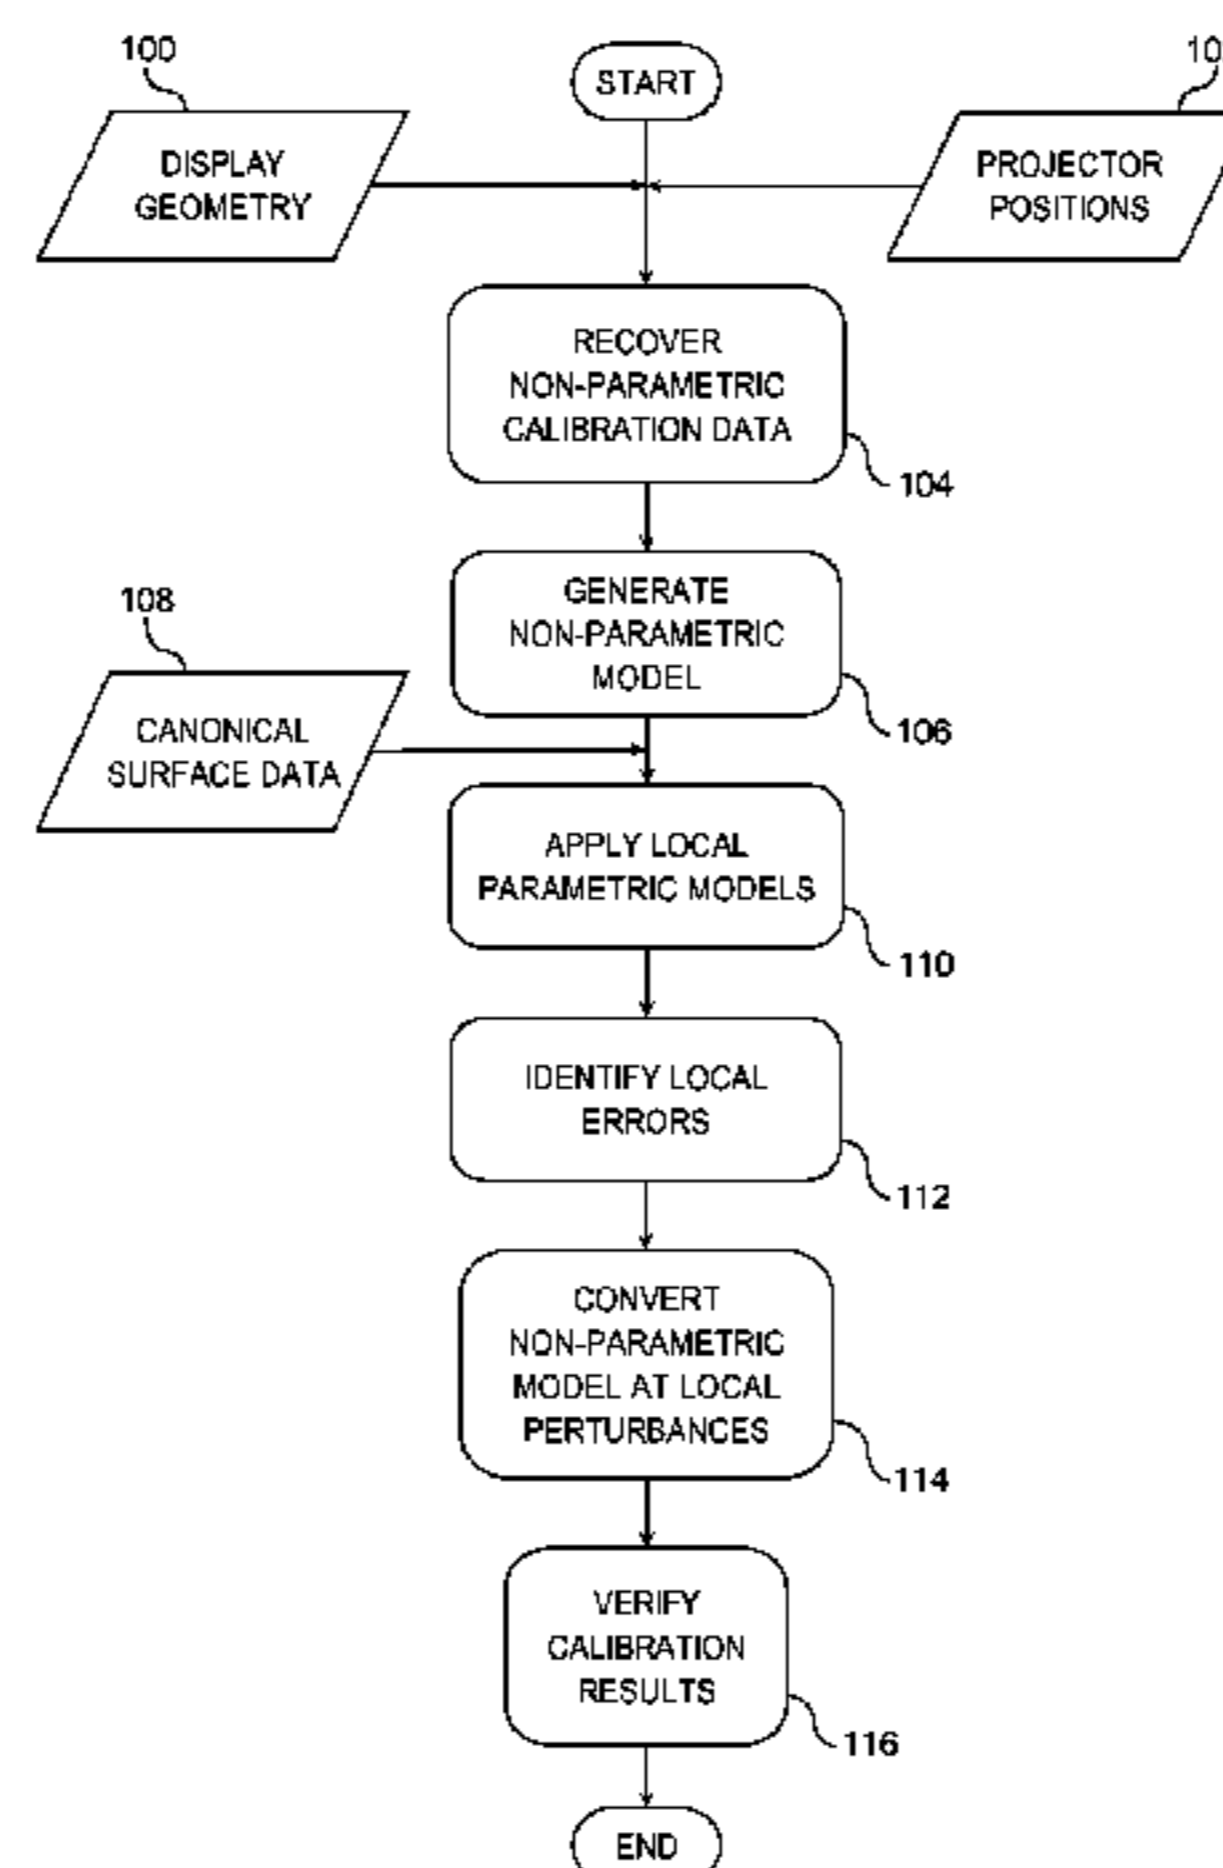 100
START
10
DISPLAY
GEOMETRY
PROJECTOR
POSITIONS
RECOVER
NON-PARAMETRIC
CALIBRATION DATA
104
GENERATE
NON-PARAMETRIC
MODEL
106
108
CANONICAL
SURFACE DATA
APPLY LOCAL
PARAMETRIC MODELS
110
IDENTIFY LOCAL
ERRORS
112
CONVERT
NON-PARAMETRIC
MODEL AT LOCAL
PERTURBANCES
114
VERIFY
CALIBRATION
RESULTS
116
END